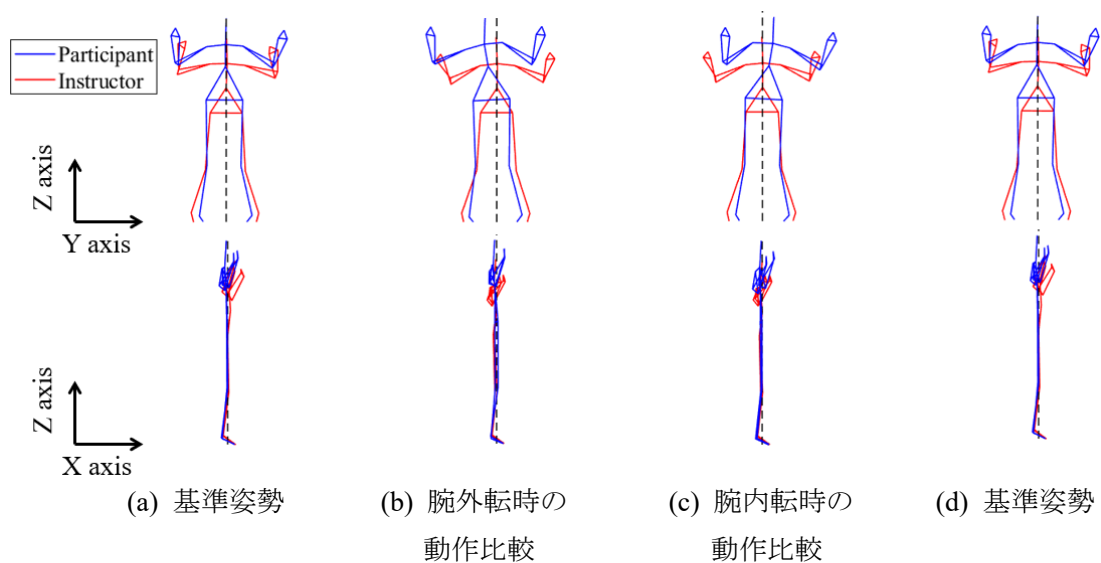 Participant
Instructor
Z axis
Y axis
Z axis
X axis
(a) 基準姿勢
(b) 腕外転時の
動作比較
(c) 腕内転時の
動作比較
(d) 基準姿勢